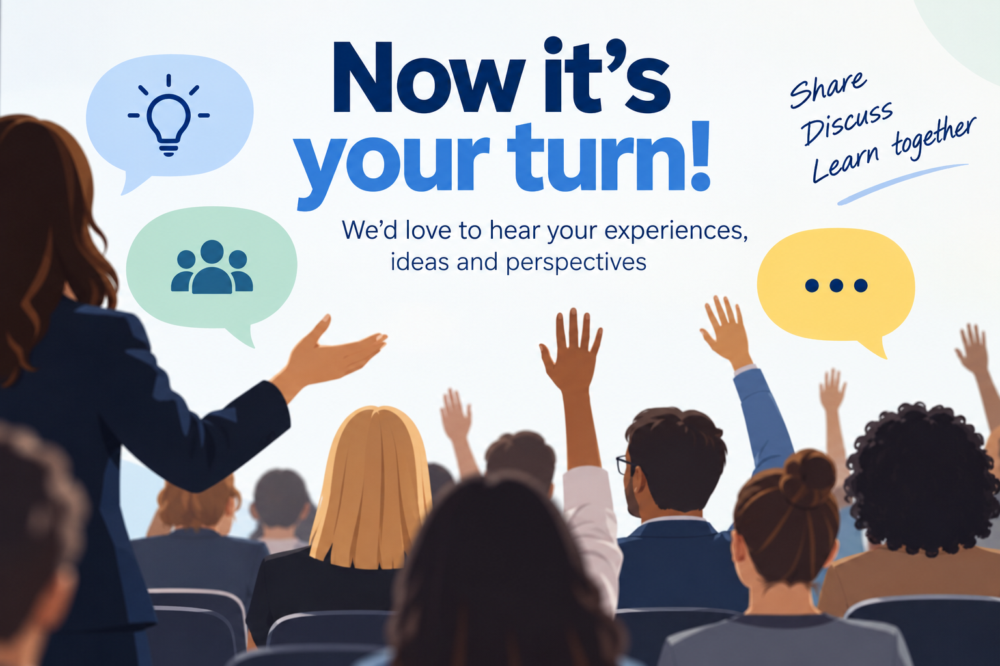 Now it's
your turn!
We'd love to hear your experiences,
ideas and perspectives
Share
Discuss
Learn together